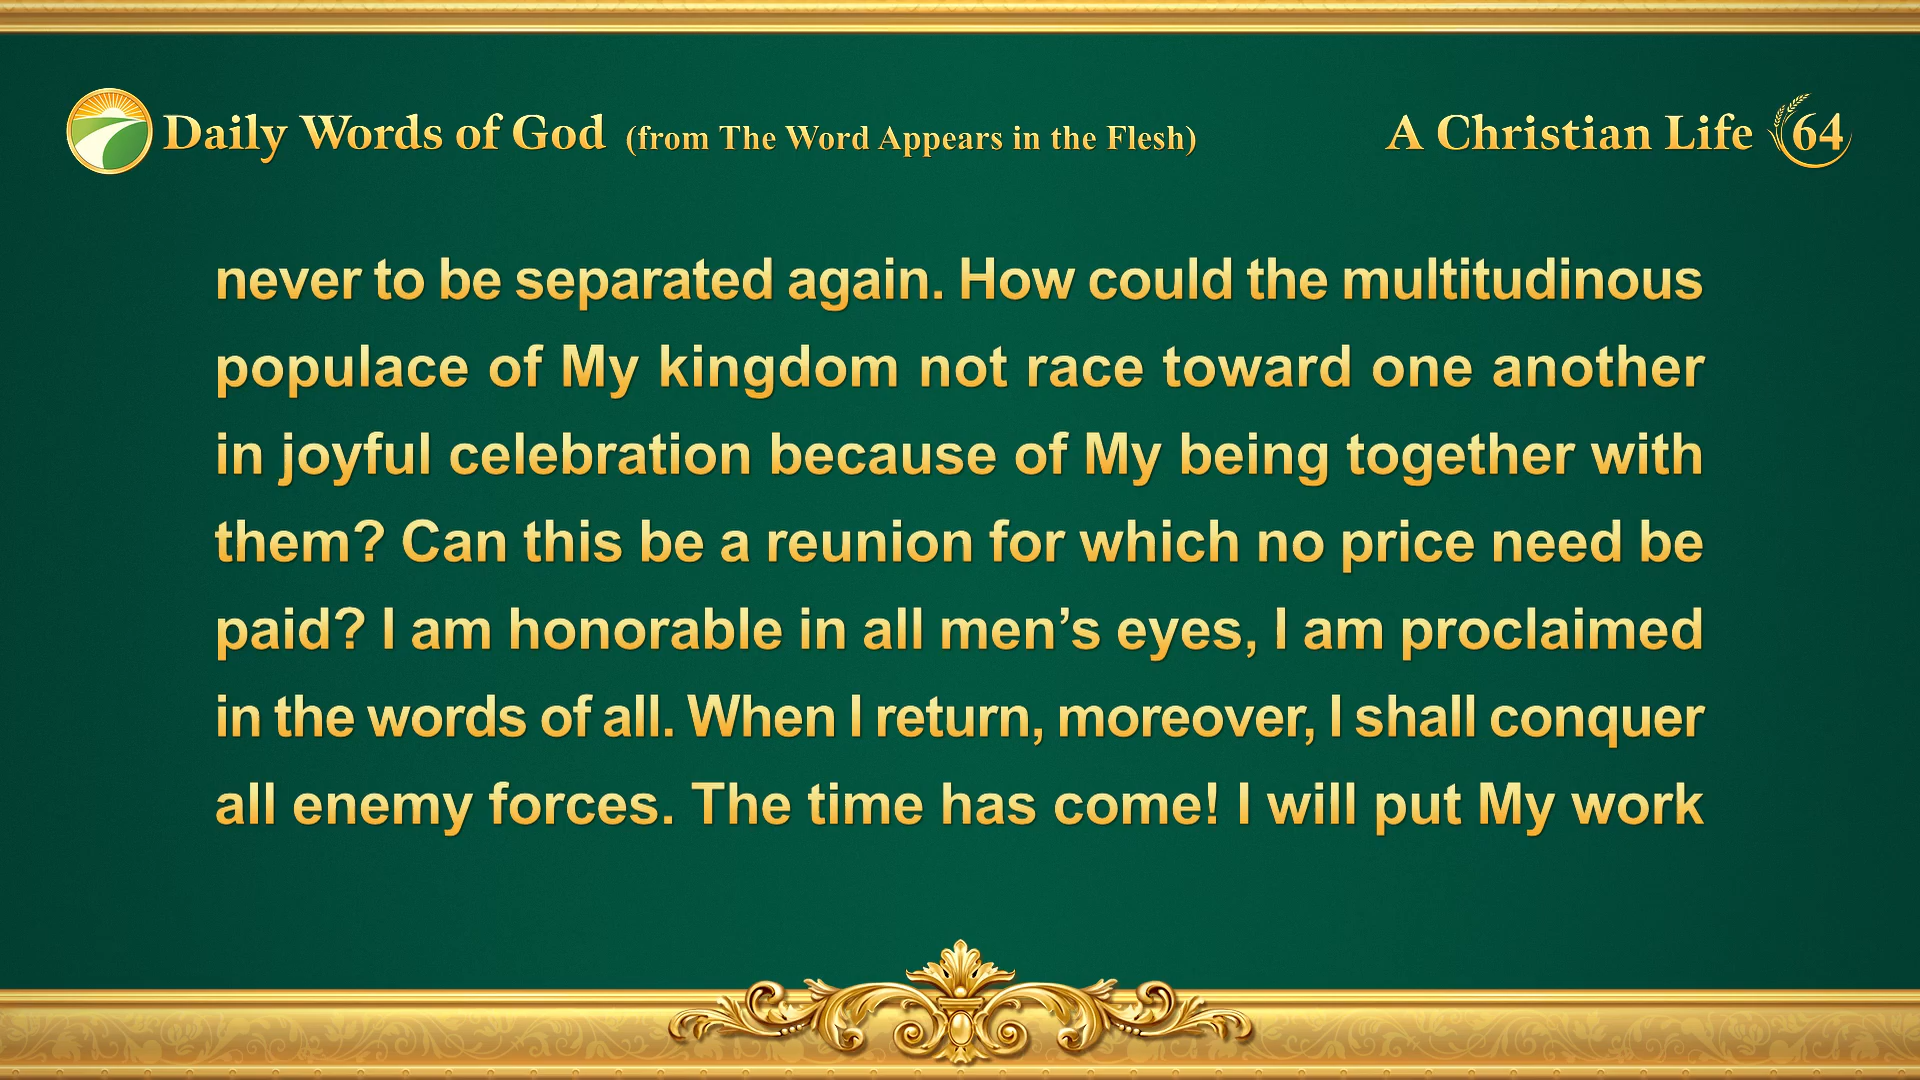 Daily Words of God (from The Word Appears in the Flesh)
A Christian Life 64
never to be separated again. How could the multitudinous
populace of My kingdom not race toward one another
in joyful celebration because of My being together with
them? Can this be a reunion for which no price need be
paid? I am honorable in all men’s eyes, I am proclaimed
in the words of all. When I return, moreover, I shall conquer
all enemy forces. The time has come! I will put My work